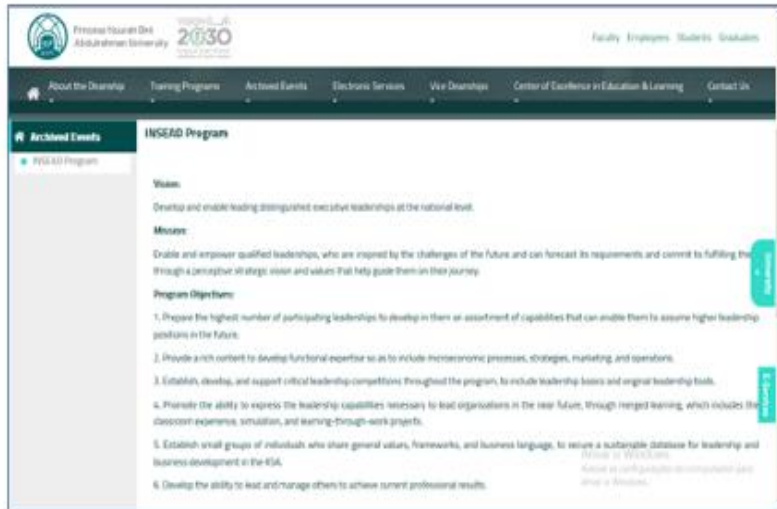 Princess Nourah Bint
Abdulrahman University
2030
Faculty Employees Students Graduates
About the Deanship
Training Programs
Archived Events
Electronic Services
Vice Deanships
Center of Excellence in Education & Learning
Contact Us
Archived Events
INSEAD Program
INSEAD Program
Vision:
Develop and enable leading distinguished executive leaderships at the national level.
Mission:
Enable and empower qualified leaderships, who are inspired by the challenges of the future and can forecast its requirements and commit to fulfilling
through a perceptive strategic vision and values that help guide them on their journey.
Program Objectives:
1. Prepare the highest number of participating leaderships to develop in them an assortment of capabilities that can enable them to assume higher leadership
positions in the future.
2. Provide a rich content to develop functional expertise so as to include microeconomic processes, strategies, marketing, and operations.
3. Establish, develop, and support critical leadership competitions throughout the program, to include leadership basics and original leadership tools.
4. Promote the ability to express the leadership capabilities necessary to lead organisations in the near future, through merged learning, which includes the
classroom experience, simulation, and learning-through-work projects.
5. Establish small groups of individuals who share general values, frameworks, and business language, to secure a sustainable database for leadership and
business development in the KSA.
6. Develop the ability to lead and manage others to achieve current professional results.
University
E-Services
Ativar o Windows